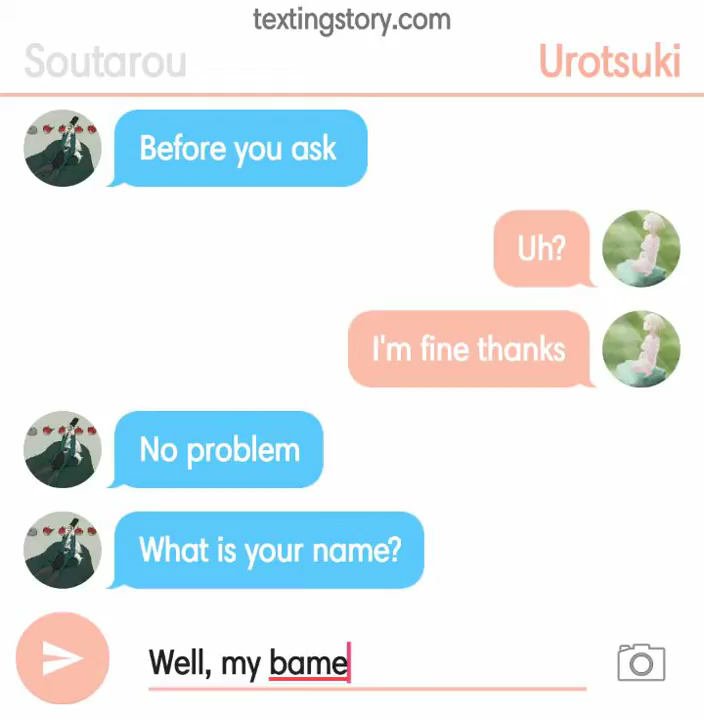 textingstory.com
Soutarou
Urotsuki
Before you ask
Uh?
I'm fine thanks
No problem
What is your name?
Well, my bame